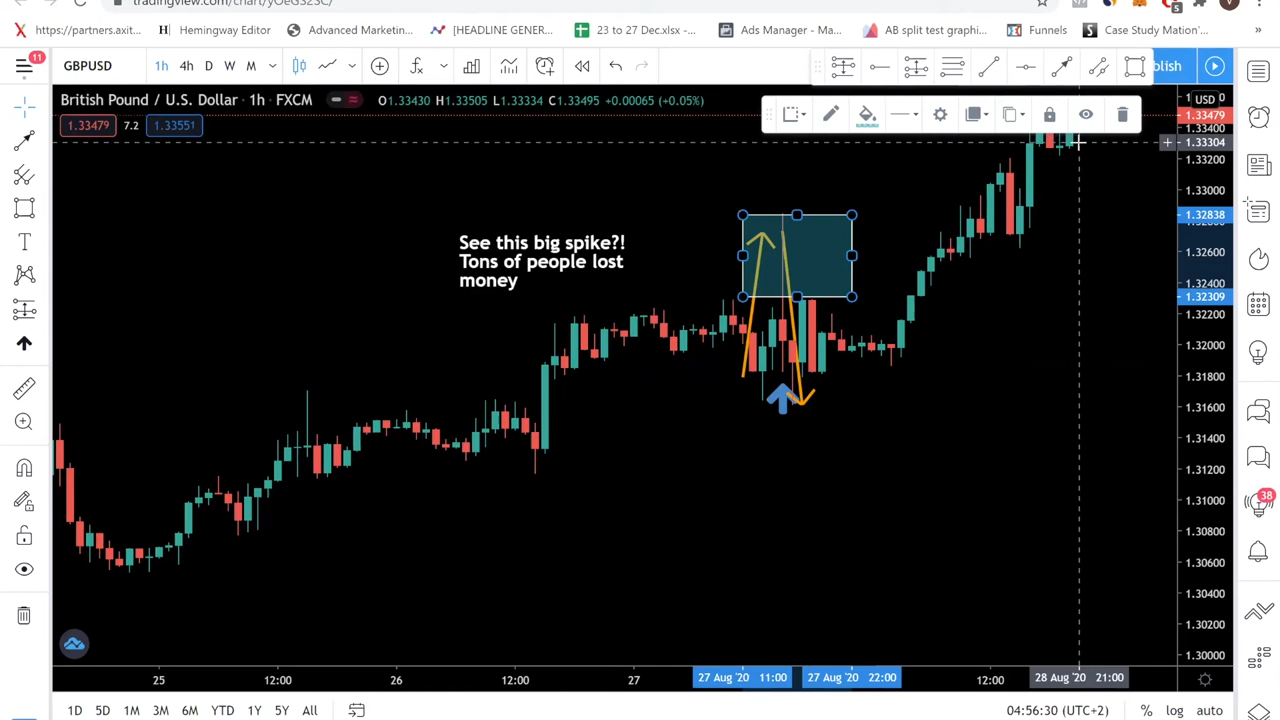 tradingview.com/chart/yOeG3Z3C/
5
V
https://partners.axit...
Hemingway Editor
Advanced Marketin...
[HEADLINE GENER...
23 to 27 Dec.xlsx -...
Ads Manager - Ma...
AB split test graphi...
Funnels
Case Study Mation'...
»
11
GBPUSD
1h
4h
D
W
M
blish
British Pound / U.S. Dollar · 1h · FXCM
O1.33430 H1.33505 L1.33334 C1.33495 +0.00065 (+0.05%)
1.33479
7.2
1.33551
USD
1.33479
1.33400
1.33304
1.33200
1.33000
1.32838
1.32600
1.32400
1.32309
1.32200
1.32000
1.31800
1.31600
1.31400
1.31200
1.31000
1.30800
1.30600
1.30400
1.30200
1.30000
See this big spike?!
Tons of people lost
money
38
25
12:00
26
12:00
27
27 Aug '20 11:00
27 Aug '20 22:00
12:00
28 Aug '20 21:00
1D
5D
1M
3M
6M
YTD
1Y
5Y
All
04:56:30 (UTC+2)
%
log
auto